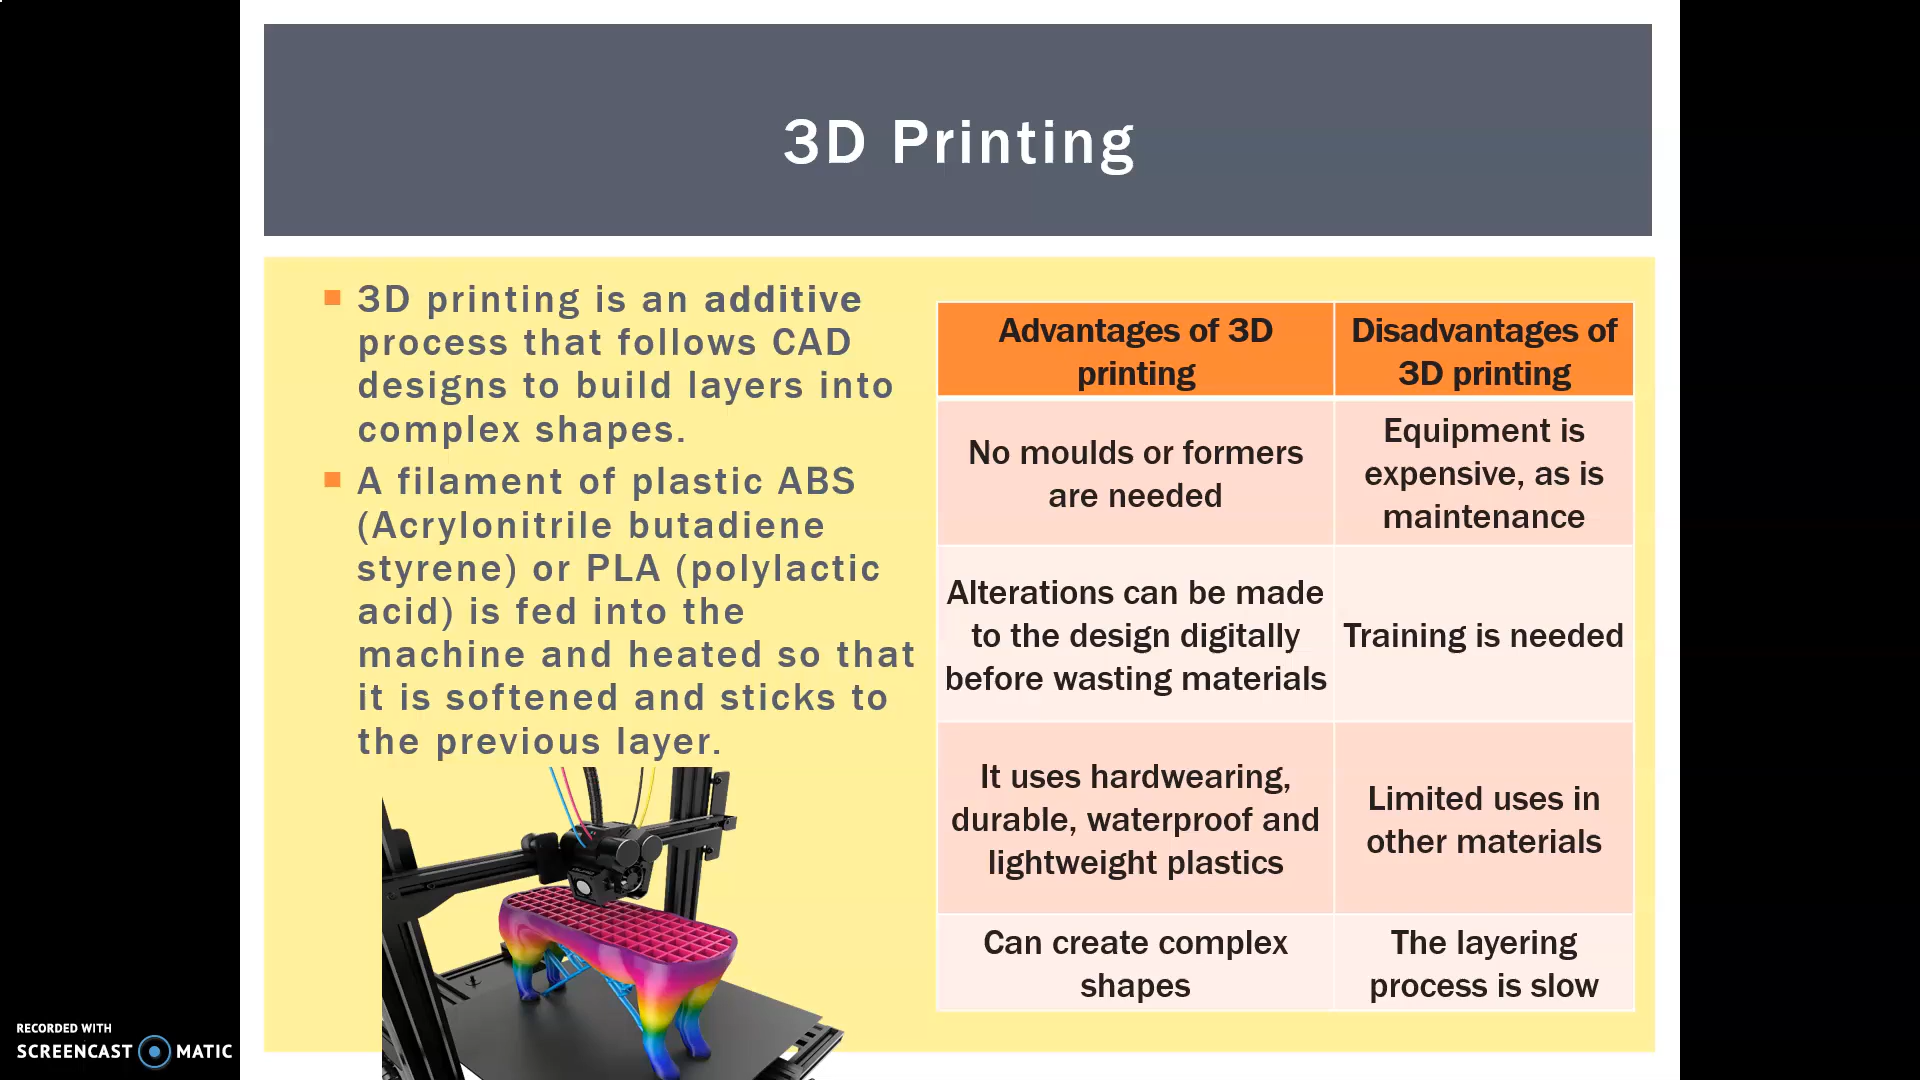 3D Printing
3D printing is an additive
process that follows CAD
designs to build layers into
complex shapes.
A filament of plastic ABS
(Acrylonitrile butadiene
styrene) or PLA (polylactic
acid) is fed into the
machine and heated so that
it is softened and sticks to
the previous layer.
Advantages of 3D
printing
Disadvantages of
3D printing
No moulds or formers
are needed
Equipment is
expensive, as is
maintenance
Alterations can be made
to the design digitally
before wasting materials
Training is needed
It uses hardwearing,
durable, waterproof and
lightweight plastics
Limited uses in
other materials
Can create complex
shapes
The layering
process is slow
RECORDED WITH
SCREENCAST MATIC